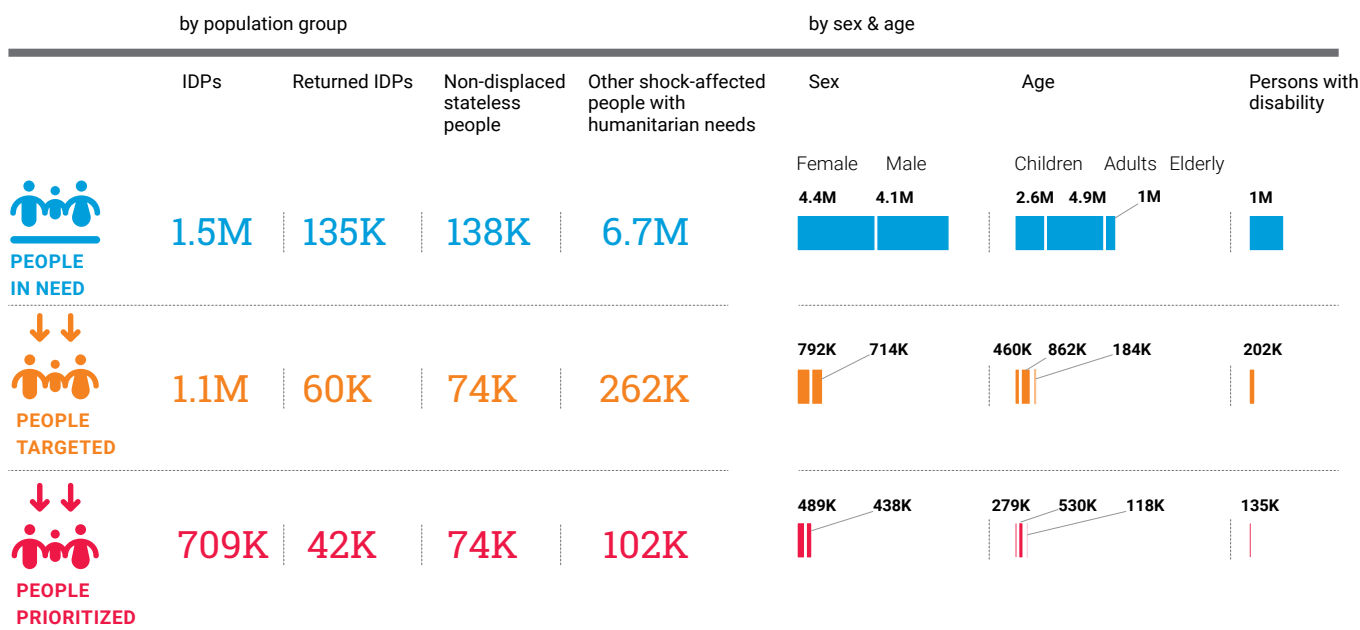 by population group
by sex & age
IDPs
Returned IDPs
Non-displaced
stateless
people
Other shock-affected
people with
humanitarian needs
Sex
Age
Persons with
disability
Female Male
Children Adults Elderly
PEOPLE
IN NEED
1.5M 135K 138K 6.7M
4.4M 4.1M
2.6M 4.9M 1M
1M
PEOPLE
TARGETED
1.1M 60K 74K 262K
792K 714K
460K 862K 184K
202K
PEOPLE
PRIORITIZED
709K 42K 74K 102K
489K 438K
279K 530K 118K
135K